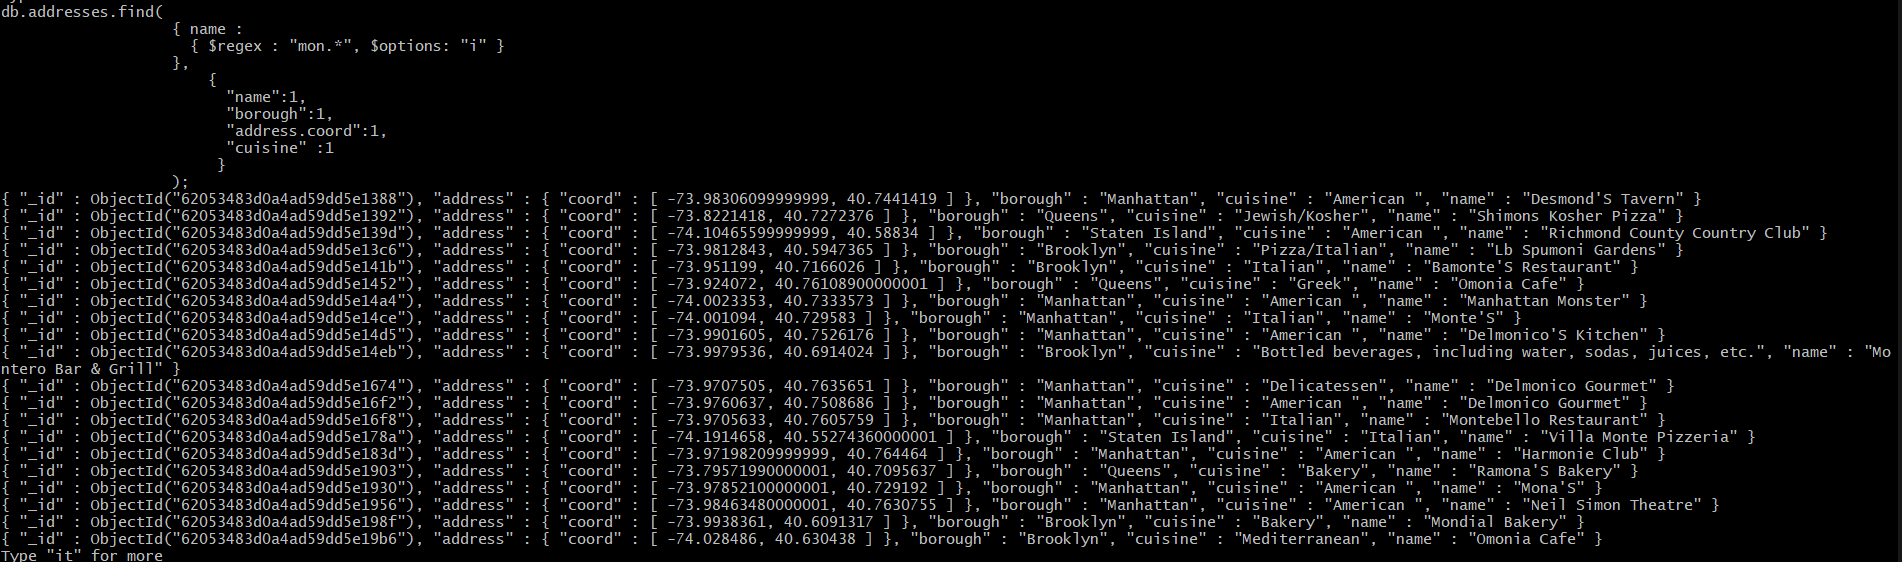 db.addresses.find(
{ name :
{ $regex : "mon.*", $options: "i" }
},
{
"name":1,
"borough":1,
"address.coord":1,
"cuisine" :1
}
);
{ "_id" : ObjectId("62053483d0a4ad59dd5e1388"), "address" : { "coord" : [ -73.98306099999999, 40.7441419 ] }, "borough" : "Manhattan", "cuisine" : "American ", "name" : "Desmond'S Tavern" }
{ "_id" : ObjectId("62053483d0a4ad59dd5e1392"), "address" : { "coord" : [ -73.8221418, 40.7272376 ] }, "borough" : "Queens", "cuisine" : "Jewish/Kosher", "name" : "Shimons Kosher Pizza" }
{ "_id" : ObjectId("62053483d0a4ad59dd5e139d"), "address" : { "coord" : [ -74.10465599999999, 40.58834 ] }, "borough" : "Staten Island", "cuisine" : "American ", "name" : "Richmond County Country Club" }
{ "_id" : ObjectId("62053483d0a4ad59dd5e13c6"), "address" : { "coord" : [ -73.9812843, 40.5947365 ] }, "borough" : "Brooklyn", "cuisine" : "Pizza/Italian", "name" : "Lb Spumoni Gardens" }
{ "_id" : ObjectId("62053483d0a4ad59dd5e141b"), "address" : { "coord" : [ -73.951199, 40.7166026 ] }, "borough" : "Brooklyn", "cuisine" : "Italian", "name" : "Bamonte'S Restaurant" }
{ "_id" : ObjectId("62053483d0a4ad59dd5e1452"), "address" : { "coord" : [ -73.924072, 40.76108900000001 ] }, "borough" : "Queens", "cuisine" : "Greek", "name" : "Omonia Cafe" }
{ "_id" : ObjectId("62053483d0a4ad59dd5e14a4"), "address" : { "coord" : [ -74.0023353, 40.7333573 ] }, "borough" : "Manhattan", "cuisine" : "American ", "name" : "Manhattan Monster" }
{ "_id" : ObjectId("62053483d0a4ad59dd5e14ce"), "address" : { "coord" : [ -74.001094, 40.729583 ] }, "borough" : "Manhattan", "cuisine" : "Italian", "name" : "Monte'S" }
{ "_id" : ObjectId("62053483d0a4ad59dd5e14d5"), "address" : { "coord" : [ -73.9901605, 40.7526176 ] }, "borough" : "Manhattan", "cuisine" : "American ", "name" : "Delmonico'S Kitchen" }
{ "_id" : ObjectId("62053483d0a4ad59dd5e14eb"), "address" : { "coord" : [ -73.9979536, 40.6914024 ] }, "borough" : "Brooklyn", "cuisine" : "Bottled beverages, including water, sodas, juices, etc.", "name" : "Mo
ntero Bar & Grill" }
{ "_id" : ObjectId("62053483d0a4ad59dd5e1674"), "address" : { "coord" : [ -73.9707505, 40.7635651 ] }, "borough" : "Manhattan", "cuisine" : "Delicatessen", "name" : "Delmonico Gourmet" }
{ "_id" : ObjectId("62053483d0a4ad59dd5e16f2"), "address" : { "coord" : [ -73.9760637, 40.7508686 ] }, "borough" : "Manhattan", "cuisine" : "American ", "name" : "Delmonico Gourmet" }
{ "_id" : ObjectId("62053483d0a4ad59dd5e16f8"), "address" : { "coord" : [ -73.9705633, 40.7605759 ] }, "borough" : "Manhattan", "cuisine" : "Italian", "name" : "Montebello Restaurant" }
{ "_id" : ObjectId("62053483d0a4ad59dd5e178a"), "address" : { "coord" : [ -74.1914658, 40.55274360000001 ] }, "borough" : "Staten Island", "cuisine" : "Italian", "name" : "Villa Monte Pizzeria" }
{ "_id" : ObjectId("62053483d0a4ad59dd5e183d"), "address" : { "coord" : [ -73.97198209999999, 40.764464 ] }, "borough" : "Manhattan", "cuisine" : "American ", "name" : "Harmonie Club" }
{ "_id" : ObjectId("62053483d0a4ad59dd5e1903"), "address" : { "coord" : [ -73.79571990000001, 40.7095637 ] }, "borough" : "Queens", "cuisine" : "Bakery", "name" : "Ramona'S Bakery" }
{ "_id" : ObjectId("62053483d0a4ad59dd5e1930"), "address" : { "coord" : [ -73.97852100000001, 40.729192 ] }, "borough" : "Manhattan", "cuisine" : "American ", "name" : "Mona'S" }
{ "_id" : ObjectId("62053483d0a4ad59dd5e1956"), "address" : { "coord" : [ -73.98463480000001, 40.7630755 ] }, "borough" : "Manhattan", "cuisine" : "American ", "name" : "Neil Simon Theatre" }
{ "_id" : ObjectId("62053483d0a4ad59dd5e198f"), "address" : { "coord" : [ -73.9938361, 40.6091317 ] }, "borough" : "Brooklyn", "cuisine" : "Bakery", "name" : "Mondial Bakery" }
{ "_id" : ObjectId("62053483d0a4ad59dd5e19b6"), "address" : { "coord" : [ -74.028486, 40.630438 ] }, "borough" : "Brooklyn", "cuisine" : "Mediterranean", "name" : "Omonia Cafe" }
Type "it" for more